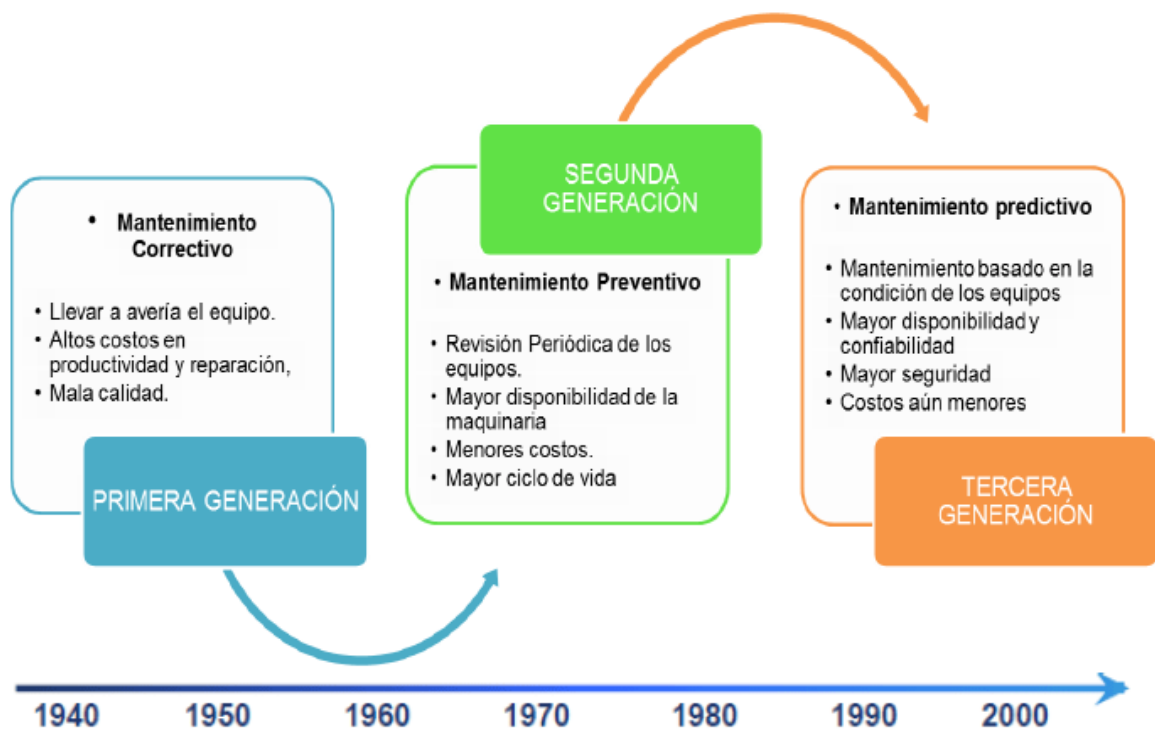 • Mantenimiento
Correctivo
• Llevar a avería el equipo.
• Altos costos en
productividad y reparación,
• Mala calidad.
PRIMERA GENERACIÓN
SEGUNDA
GENERACIÓN
• Mantenimiento Preventivo
• Revisión Periódica de los
equipos.
• Mayor disponibilidad de la
maquinaria
• Menores costos.
• Mayor ciclo de vida
• Mantenimiento predictivo
• Mantenimiento basado en la
condición de los equipos
• Mayor disponibilidad y
confiabilidad
• Mayor seguridad
• Costos aún menores
TERCERA
GENERACIÓN
1940 1950 1960 1970 1980 1990 2000